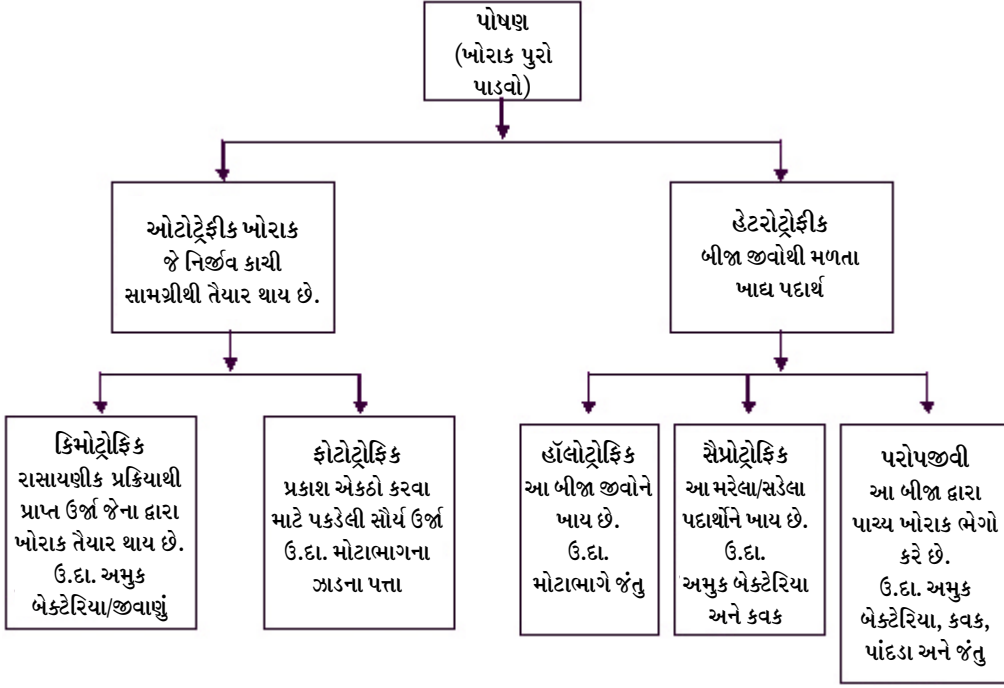 પોષણ
(ખોરાક પુરો
પાડવો)
ઓટોટ્રેફીક ખોરાક
જે નિર્જીવ કાચી
સામગ્રીથી તૈયાર થાય છે.
હેટરોટ્રોફીક
બીજા જીવોથી મળતા
ખાદ્ય પદાર્થ
કિમોટ્રોફિક
રાસાયણીક પ્રક્રિયાથી
પ્રાપ્ત ઉર્જા જેના દ્વારા
ખોરાક તૈયાર થાય છે.
ઉ.દા. અમુક
બેક્ટેરિયા/જીવાણું
ફોટોટ્રોફિક
પ્રકાશ એકઠો કરવા
માટે પકડેલી સૌર્ય ઉર્જા
ઉ.દા. મોટાભાગના
ઝાડના પત્તા
હૉલોટ્રોફિક
આ બીજા જીવોને
ખાય છે.
ઉ.દા.
મોટાભાગે જંતુ
સૈપ્રોટ્રોફિક
આ મરેલા/સડેલા
પદાર્થોને ખાય છે.
ઉ.દા.
અમુક બેક્ટેરિયા
અને કવક
પરોપજીવી
આ બીજા દ્વારા
પાચ્ય ખોરાક ભેગો
કરે છે.
ઉ.દા. અમુક
બેક્ટેરિયા, કવક,
પાંદડા અને જંતુ